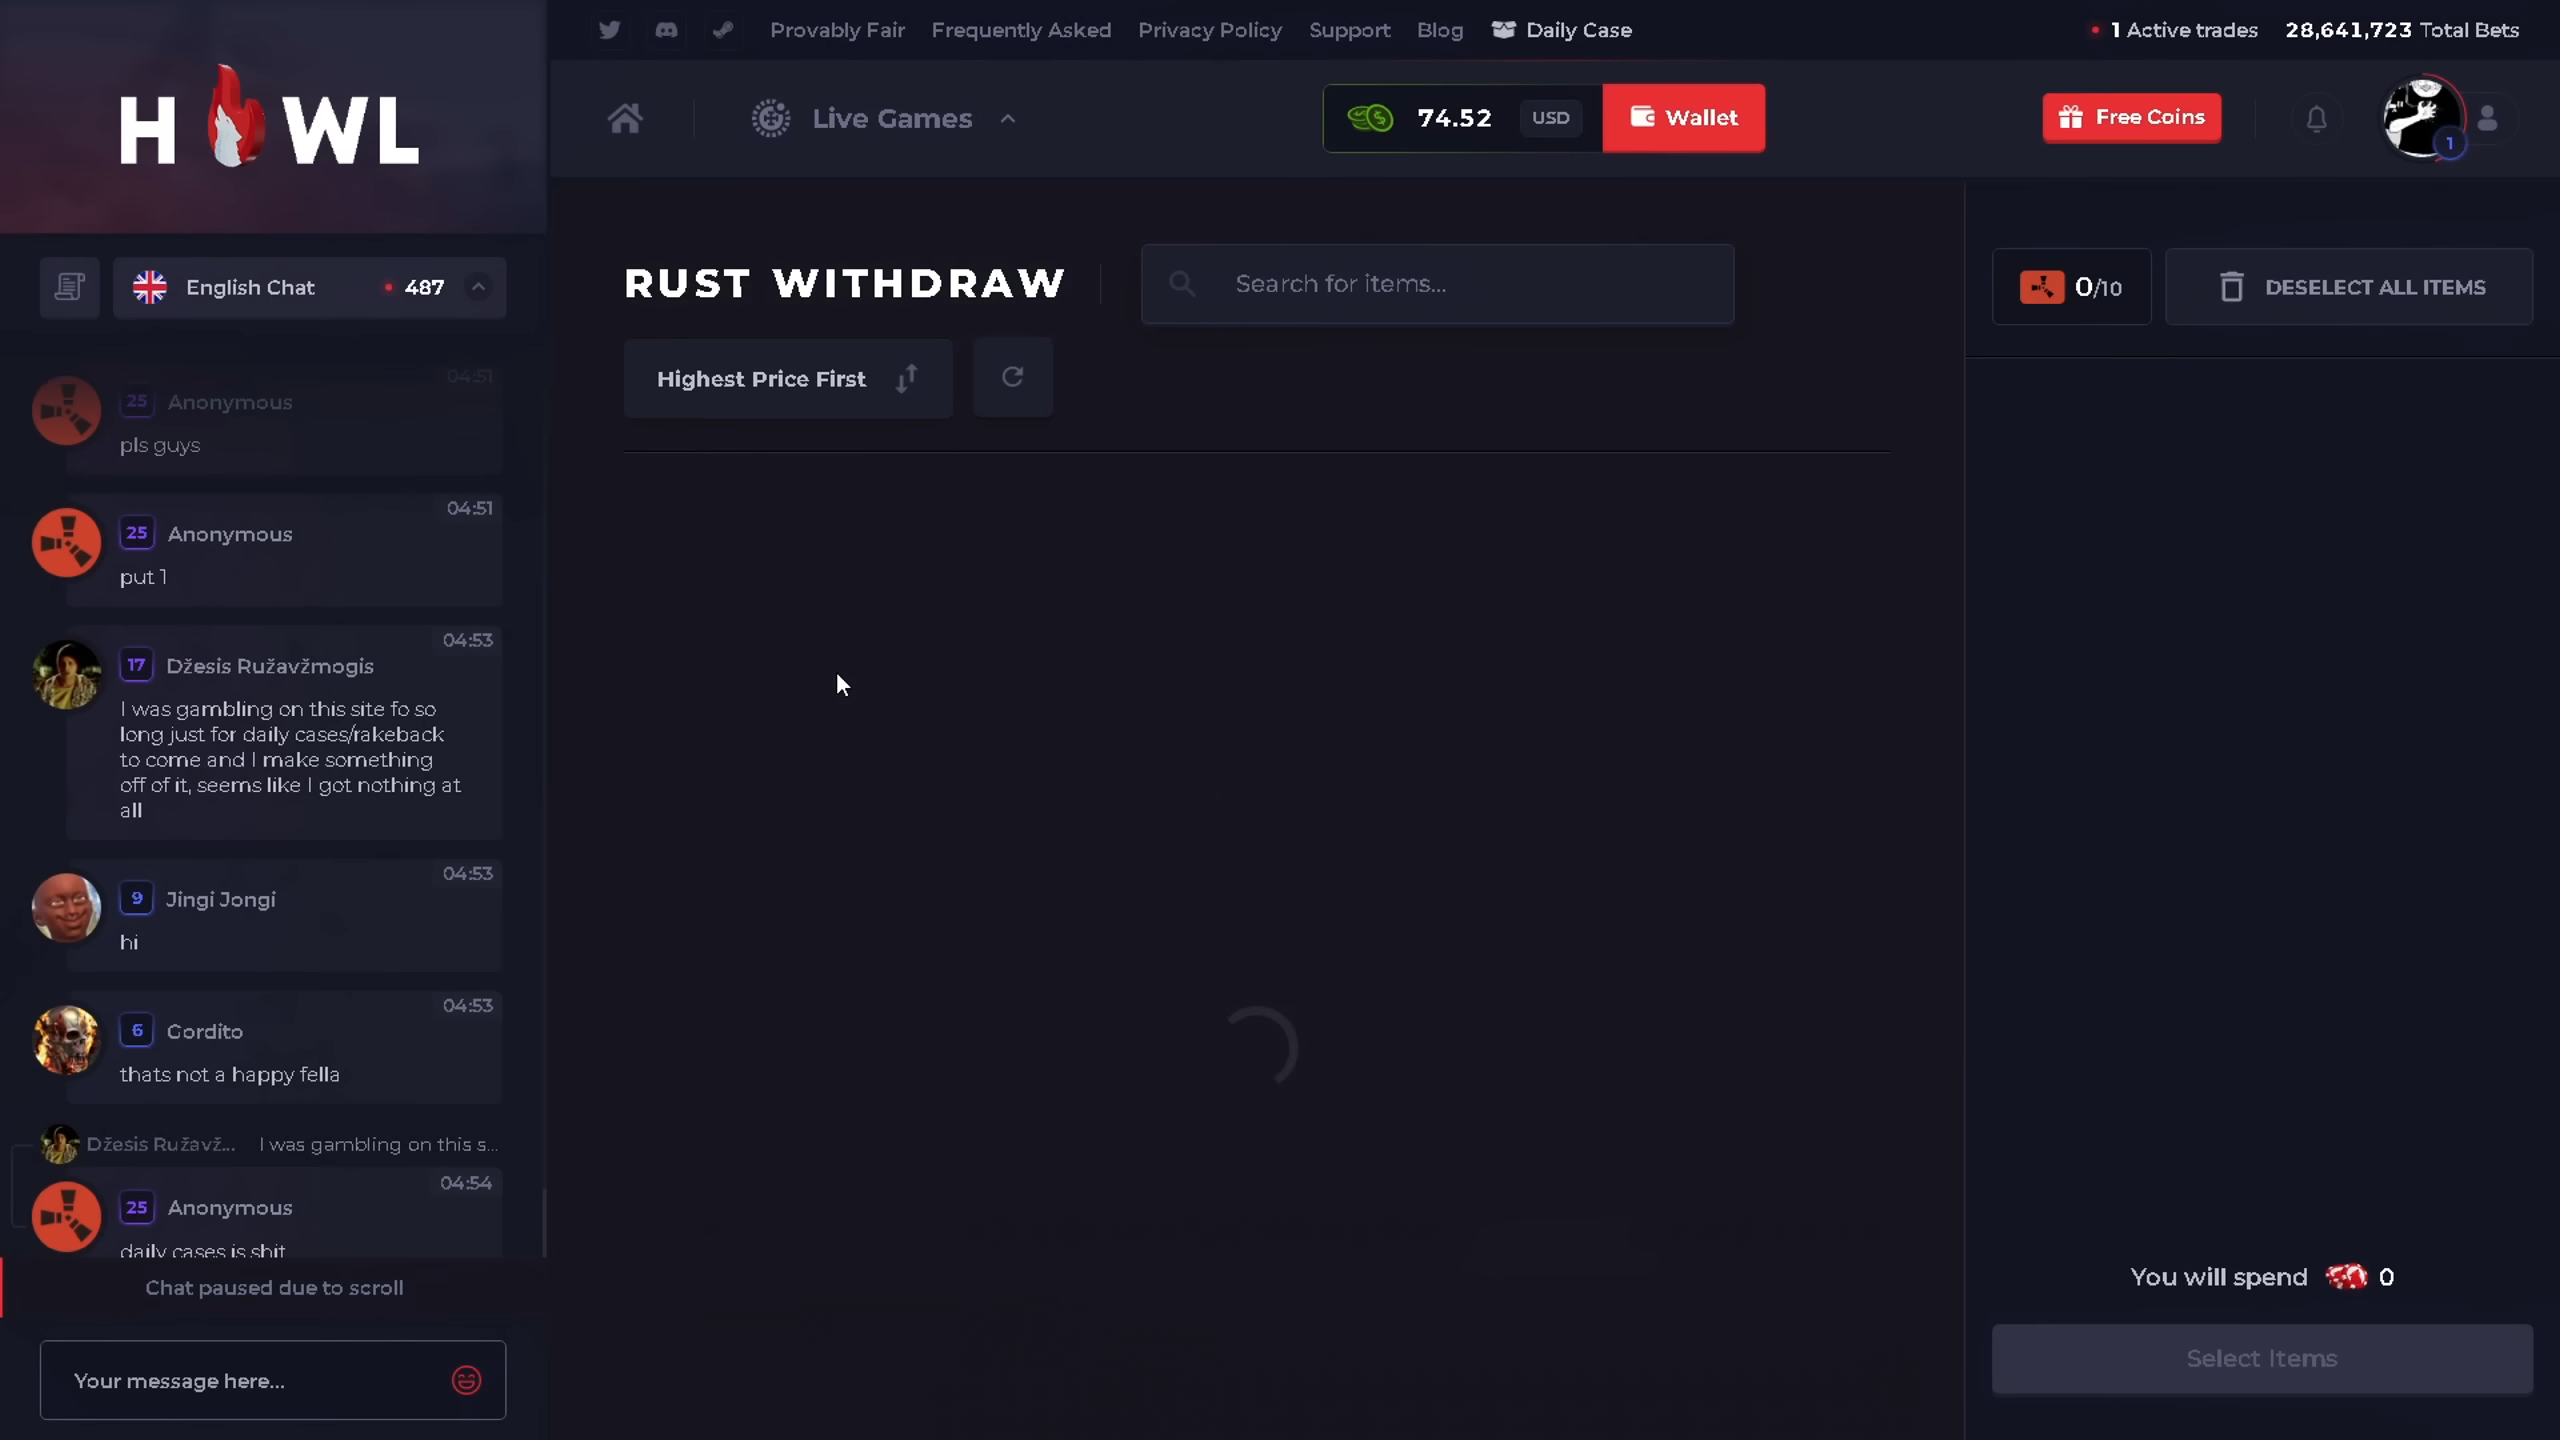 H WL
Provably Fair
Frequently Asked
Privacy Policy
Support
Blog
Daily Case
1 Active trades
28,641,723 Total Bets
Live Games
74.52
USD
Wallet
Free Coins
1
English Chat
487
04:51
25 Anonymous
pls guys
04:51
25 Anonymous
put 1
04:53
17 Džesis Ružavžmogis
I was gambling on this site fo so
long just for daily cases/rakeback
to come and I make something
off of it, seems like I got nothing at
all
04:53
9 Jingi Jongi
hi
04:53
6 Gordito
thats not a happy fella
Džesis Ružavž... I was gambling on this s...
04:54
25 Anonymous
daily cases is shit
Chat paused due to scroll
Your message here...
RUST WITHDRAW
Search for items...
Highest Price First
0/10
DESELECT ALL ITEMS
You will spend 0
Select Items